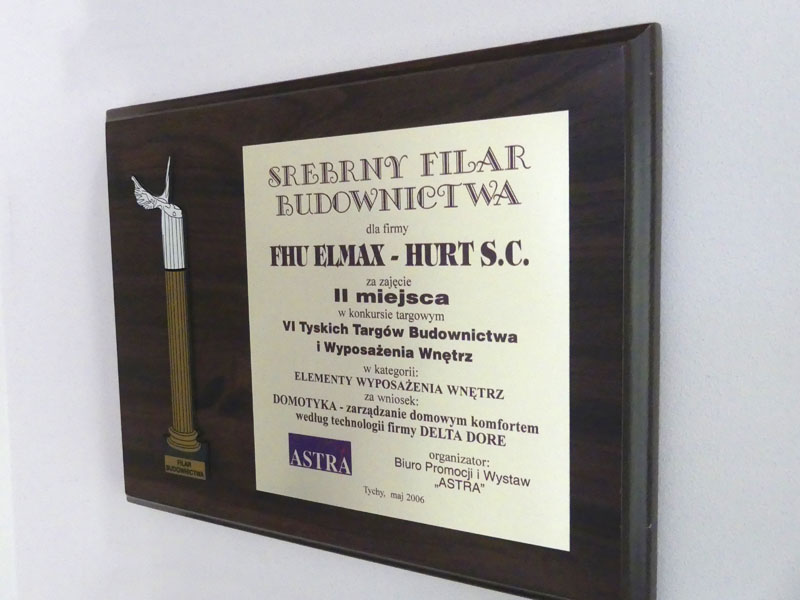 SREBRNY FILAR
BUDOWNICTWA
dla firmy
FHU ELMAX - HURT S.C.
za zajęcie
II miejsca
w konkursie targowym
VI Tyskich Targów Budownictwa
i Wyposażenia Wnętrz
w kategorii:
ELEMENTY WYPOSAŻENIA WNĘTRZ
za wniosek:
DOMOTYKA - zarządzanie domowym komfortem
według technologii firmy DELTA DORE
ASTRA
organizator:
Biuro Promocji i Wystaw
„ASTRA”
Tychy, maj 2006
FILAR
BUDOWNICTWA